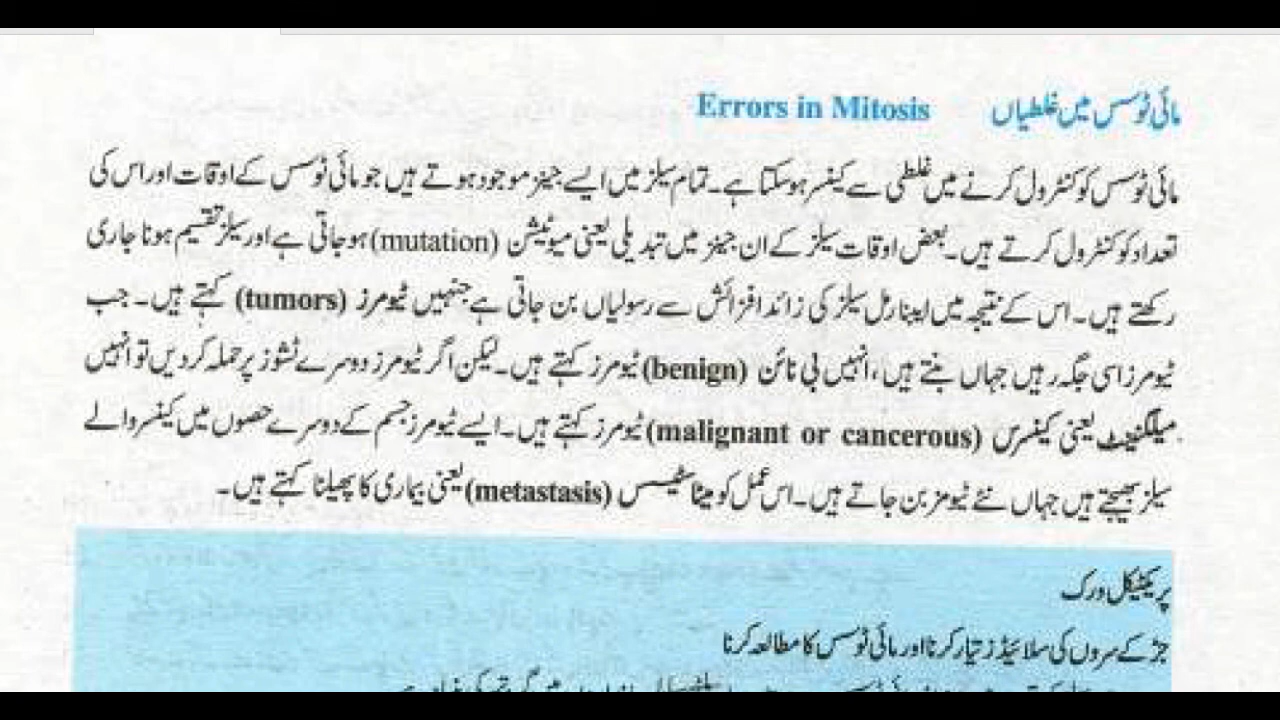 مائی ٹوسس میں غلطیاں Errors in Mitosis
مائی ٹوسس کو کنٹرول کرنے میں غلطی سے کینسر ہو سکتا ہے۔ تمام سیلز میں ایسے جینز موجود ہوتے ہیں جو مائی ٹوسس کے اوقات اور اس کی
تعداد کو کنٹرول کرتے ہیں۔ بعض اوقات سیلز کے ان جینز میں تبدیلی یعنی میوٹیشن (mutation) ہو جاتی ہے اور سیلز تقسیم ہونا جاری
رکھتے ہیں۔ اس کے نتیجہ میں ایبنارمل سیلز کی زائد افزائش سے رسولیاں بن جاتی ہے جنہیں ٹیومرز (tumors) کہتے ہیں۔ جب
ٹیومرز اسی جگہ رہیں جہاں بنتے ہیں، انہیں بی نائن (benign) ٹیومرز کہتے ہیں۔ لیکن اگر ٹیومرز دوسرے ٹشوز پر حملہ کر دیں تو انہیں
میلگنینٹ یعنی کینسرس (malignant or cancerous) ٹیومرز کہتے ہیں۔ ایسے ٹیومرز جسم کے دوسرے حصوں میں کینسر والے
سیلز بھیجتے ہیں جہاں نئے ٹیومرز بن جاتے ہیں۔ اس عمل کو میٹاسٹیسس (metastasis) یعنی بیماری کا پھیلنا کہتے ہیں۔
پریکٹیکل ورک
جڑ کے سروں کی سلائیڈز تیار کرنا اور مائی ٹوسس کا مطالعہ کرنا